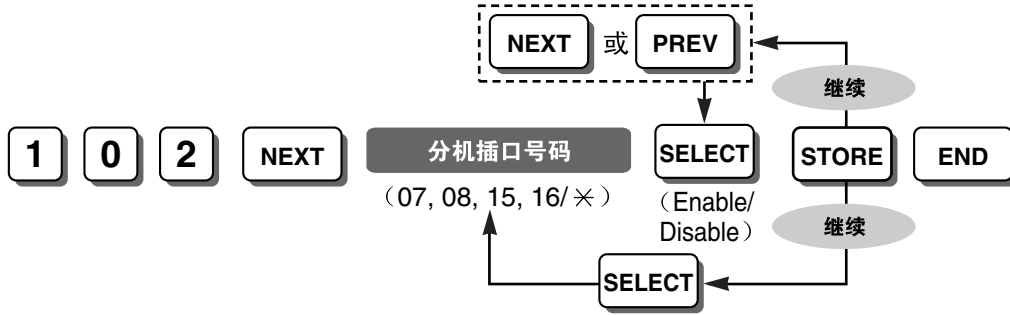 NEXT 或 PREV
继续
1 0 2 NEXT 分机插口号码 SELECT STORE END
（07, 08, 15, 16/＊） （Enable/
Disable）
继续
SELECT